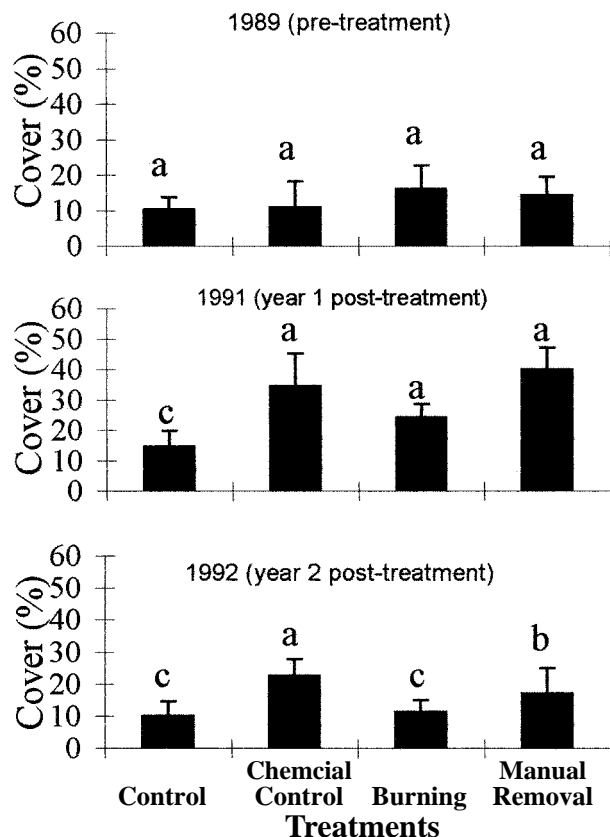 1989 (pre-treatment)
60
50
40
30
20
10
0
Cover (%)
a a a a
1991 (year 1 post-treatment)
60
50
40
30
20
10
0
Cover (%)
c a a a
1992 (year 2 post-treatment)
60
50
40
30
20
10
0
Cover (%)
c a c b
Control Chemcial Control Burning Manual Removal
Treatments